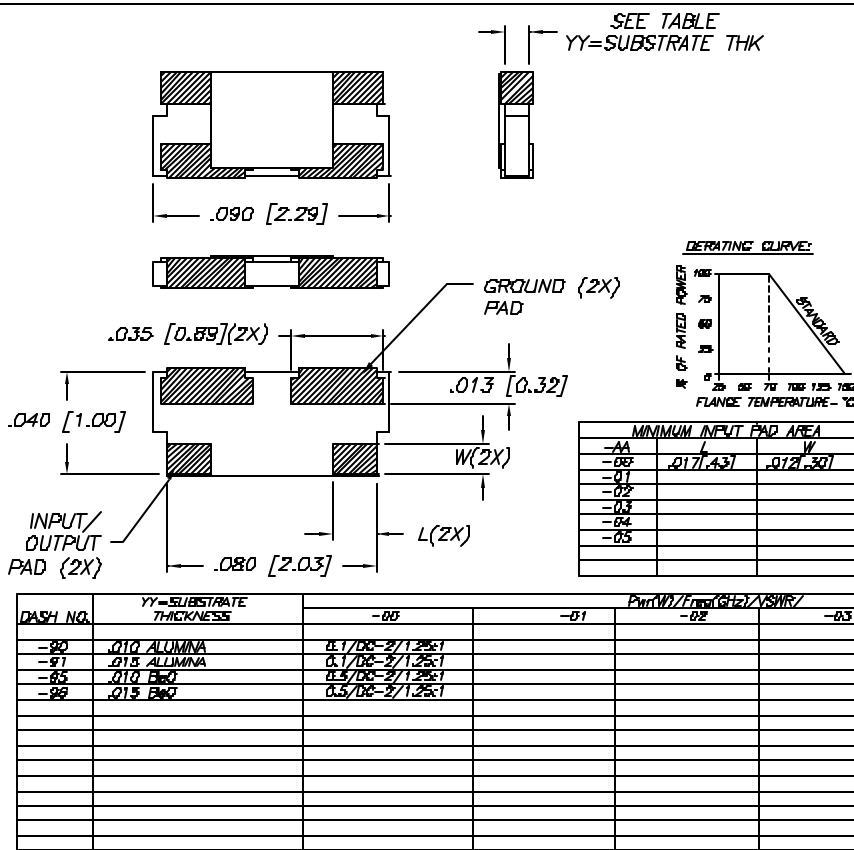 SEE TABLE
YY=SUBSTRATE THK
.090 [2.29]
GROUND (2X)
PAD
.035 [0.89](2X)
.013 [0.32]
.040 [1.00]
W(2X)
INPUT/
OUTPUT
PAD (2X)
L(2X)
.080 [2.03]
DERATING CURVE:
% OF RATED POWER
100
75
50
25
0
STANDARD
70 100 125 150
FLANGE TEMPERATURE - °C
MINIMUM INPUT PAD AREA
-AA L W
-00 .017[.43] .012[.30]
-01
-02
-03
-04
-05
DASH NO. YY=SUBSTRATE THICKNESS Pwr(W)/Freq(GHz)/VSWR/
-00 -01 -02 -03
-90 .010 ALUMINA 0.1/DC-2/1.25:1
-91 .015 ALUMINA 0.1/DC-2/1.25:1
.010 BeO 0.5/DC-2/1.25:1
.015 BeO 0.5/DC-2/1.25:1